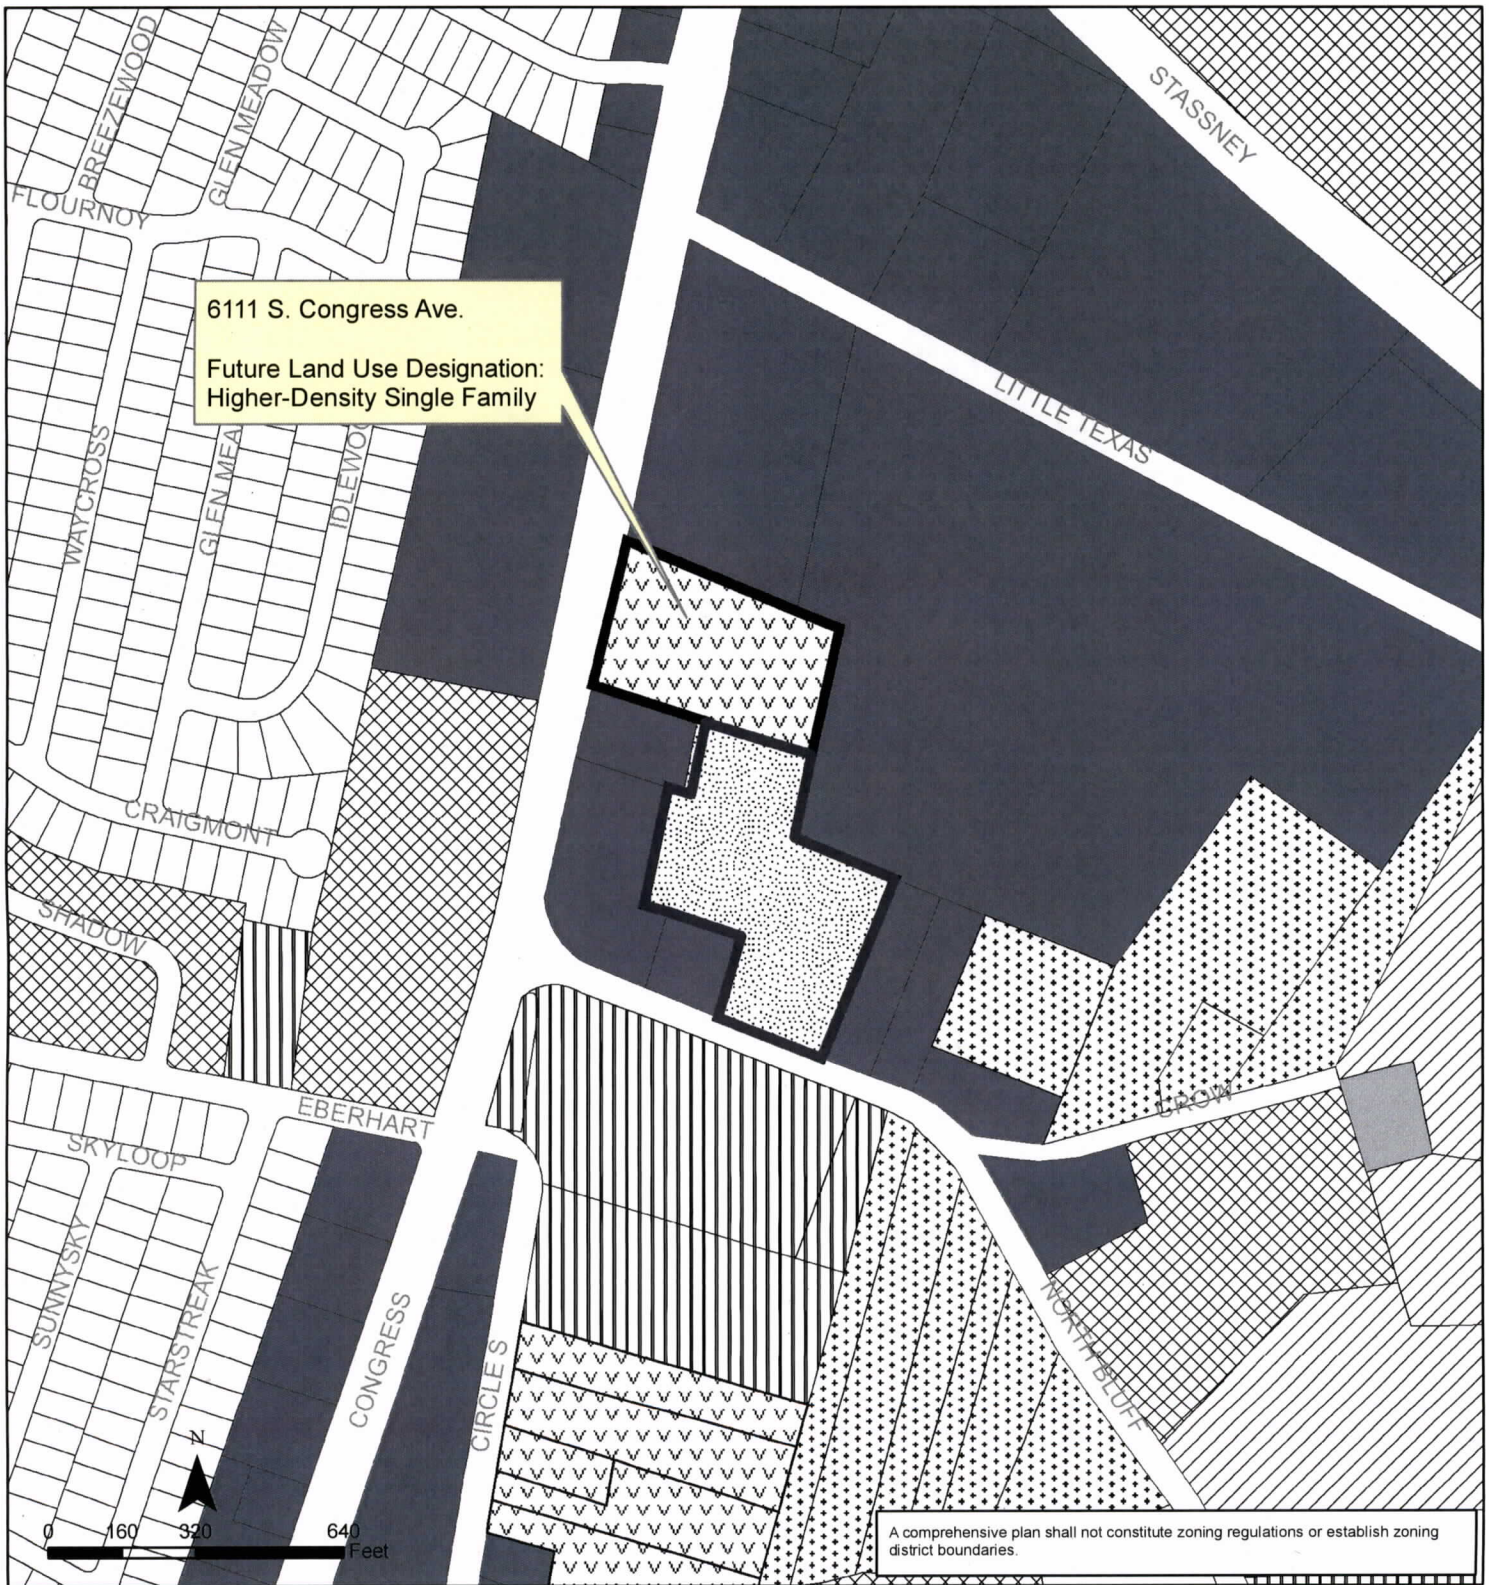 BREEZEWOOD
GLEN MEADOW
STASSNEY
FLOURNOY
6111 S. Congress Ave.
Future Land Use Designation:
Higher-Density Single Family
LITTLE TEXAS
WAYCROSS
GLEN MEA
IDLEWOO
CRAIGMONT
SHADOW
EBERHART
CROW
SKYLOOP
SUNNYSKY
STARSTREAK
CONGRESS
CIRCLE S
NORTH BLUFF
N
0 160 320 640
Feet
A comprehensive plan shall not constitute zoning regulations or establish zoning
district boundaries.